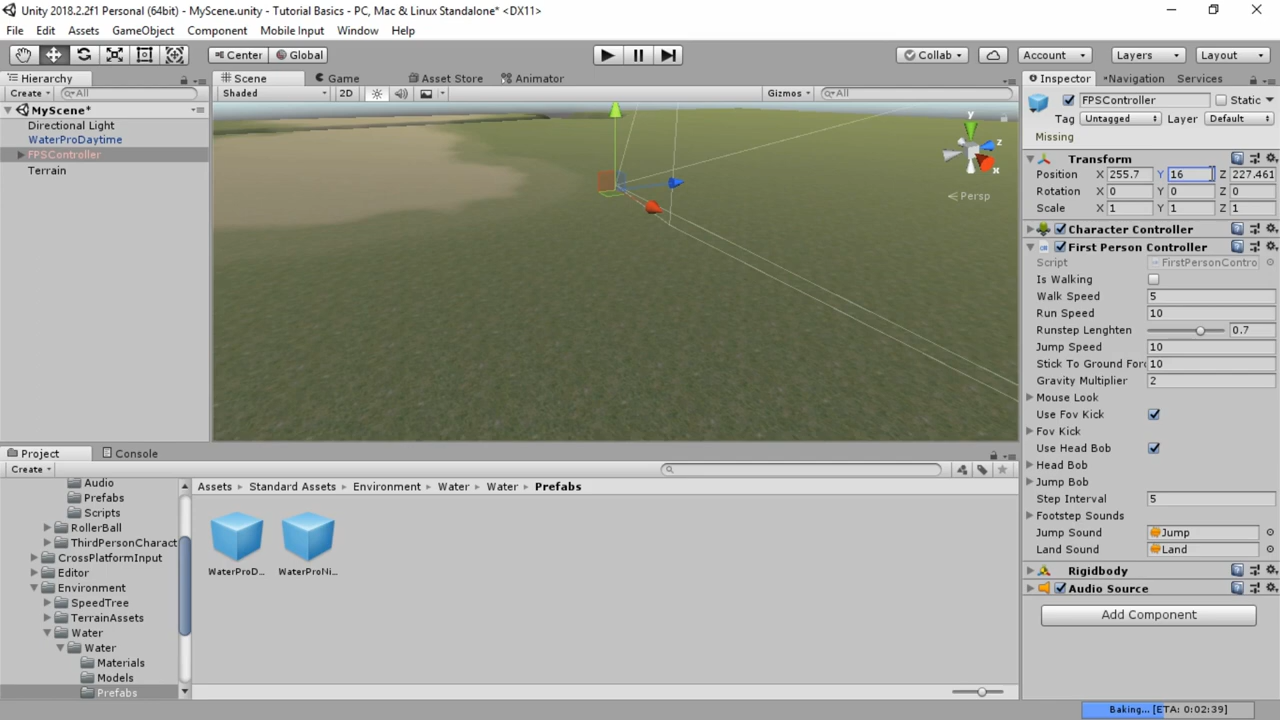 Unity 2018.2.2f1 Personal (64bit) - MyScene.unity - Tutorial Basics - PC, Mac & Linux Standalone* <DX11>
File Edit Assets GameObject Component Mobile Input Window Help
Center Global Collab Account Layers Layout
Hierarchy Scene Game Asset Store Animator Inspector Navigation Services
Create All Shaded 2D Gizmos All
FPSController Static
MyScene*
Tag Untagged Layer Default
Directional Light
Missing
WaterProDaytime
FPSController
Terrain
y
z
x
Persp
Transform
Position X 255.7 Y 16 Z 227.461
Rotation X 0 Y 0 Z 0
Scale X 1 Y 1 Z 1
Character Controller
First Person Controller
Script FirstPersonContro
Is Walking
Walk Speed 5
Run Speed 10
Runstep Lenghten 0.7
Jump Speed 10
Stick To Ground For 10
Gravity Multiplier 2
Mouse Look
Use Fov Kick
Fov Kick
Use Head Bob
Head Bob
Jump Bob
Step Interval 5
Footstep Sounds
Jump Sound Jump
Land Sound Land
Rigidbody
Audio Source
Add Component
Project Console
Create
Assets Standard Assets Environment Water Water Prefabs
Audio
Prefabs
Scripts
RollerBall
ThirdPersonCharact
CrossPlatformInput
Editor
Environment
SpeedTree
TerrainAssets
Water
Water
Materials
Models
Prefabs
WaterProD... WaterProNi...
Baking... [ETA: 0:02:39]